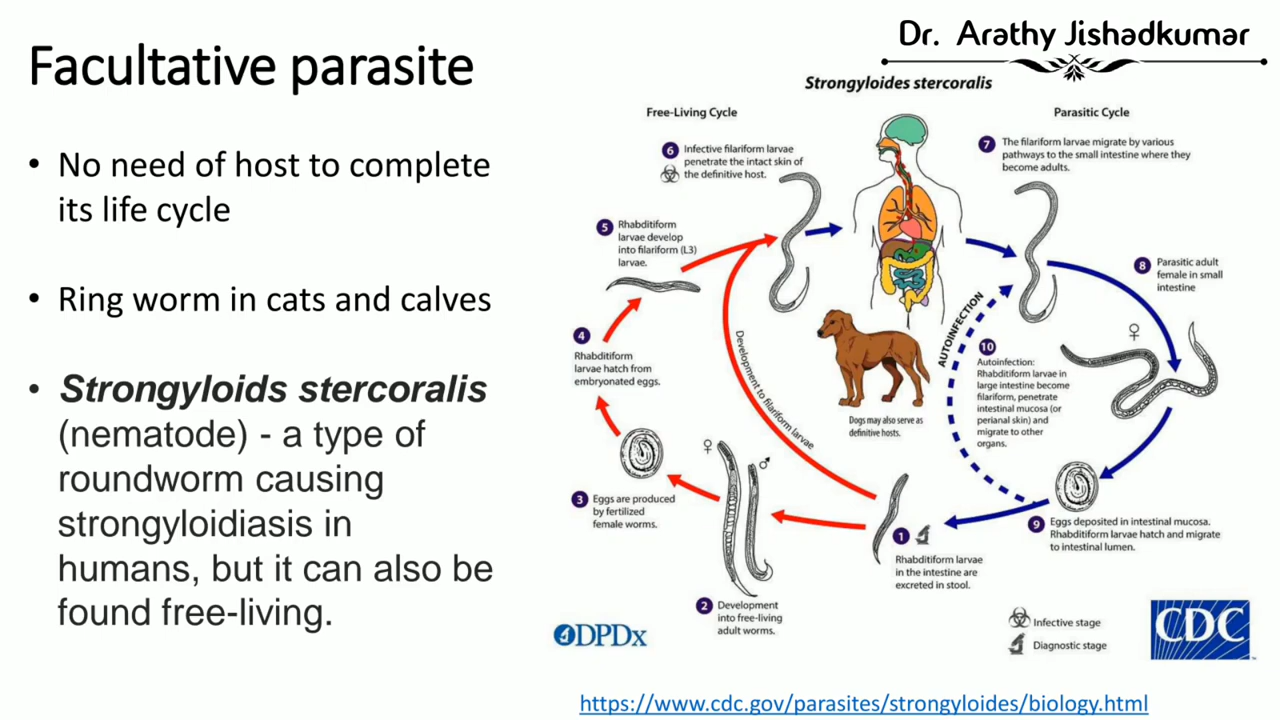 Facultative parasite
Dr. Arathy Jishadkumar
• No need of host to complete
its life cycle
• Ring worm in cats and calves
• Strongyloids stercoralis
(nematode) - a type of
roundworm causing
strongyloidiasis in
humans, but it can also be
found free-living.
Strongyloides stercoralis
Free-Living Cycle
Parasitic Cycle
6 Infective filariform larvae
penetrate the intact skin of
the definitive host.
7 The filariform larvae migrate by various
pathways to the small intestine where they
become adults.
5 Rhabditiform
larvae develop
into filariform (L3)
larvae.
8 Parasitic adult
female in small
intestine
4
Rhabditiform
larvae hatch from
embryonated eggs.
Development to filariform larvae
AUTOINFECTION
10
Autoinfection:
Rhabditiform larvae in
large intestine become
filariform, penetrate
intestinal mucosa (or
perianal skin) and
migrate to other
organs.
Dogs may also serve as
definitive hosts.
♀
♀
♂
3 Eggs are produced
by fertilized
female worms.
9 Eggs deposited in intestinal mucosa.
Rhabditiform larvae hatch and migrate
to intestinal lumen.
1
Rhabditiform larvae
in the intestine are
excreted in stool.
2 Development
into free-living
adult worms.
Infective stage
Diagnostic stage
DPDx
CDC
https://www.cdc.gov/parasites/strongyloides/biology.html